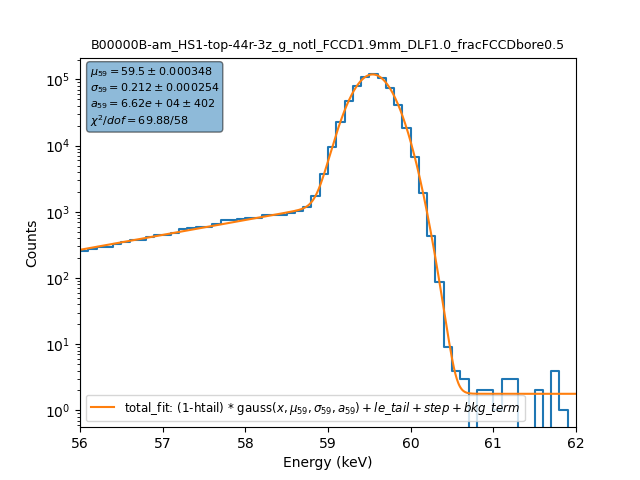 B00000B-am_HS1-top-44r-3z_g_notl_FCCD1.9mm_DLF1.0_fracFCCDbore0.5
μ₅₉ = 59.5 ± 0.000348
σ₅₉ = 0.212 ± 0.000254
a₅₉ = 6.62e + 04 ± 402
χ²/dof = 69.88/58
10⁵
10⁴
10³
10²
10¹
10⁰
Counts
total_fit: (1-htail) * gauss(x, μ₅₉, σ₅₉, a₅₉) + le_tail + step + bkg_term
56 57 58 59 60 61 62
Energy (keV)